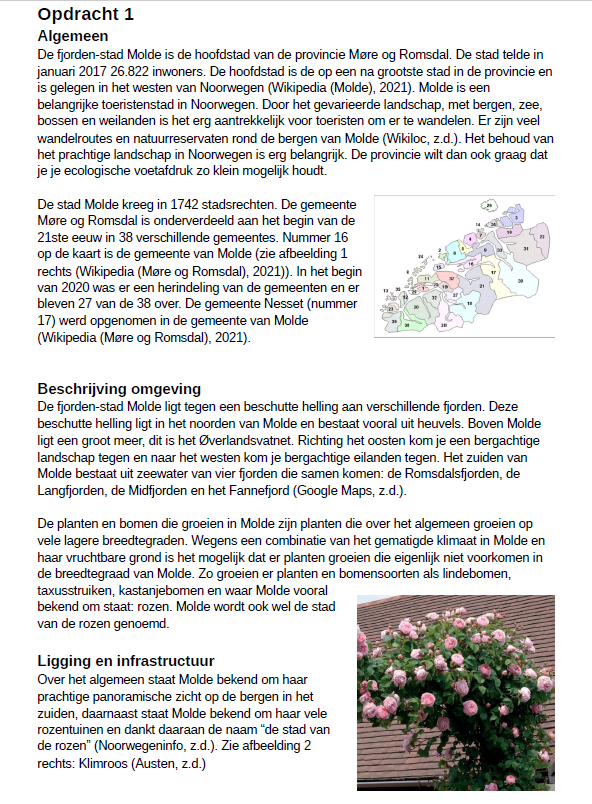 Opdracht 1
Algemeen
De fjorden-stad Molde is de hoofdstad van de provincie Møre og Romsdal. De stad telde in
januari 2017 26.822 inwoners. De hoofdstad is de op een na grootste stad in de provincie en
is gelegen in het westen van Noorwegen (Wikipedia (Molde), 2021). Molde is een
belangrijke toeristenstad in Noorwegen. Door het gevarieerde landschap, met bergen, zee,
bossen en weilanden is het erg aantrekkelijk voor toeristen om er te wandelen. Er zijn veel
wandelroutes en natuurreservaten rond de bergen van Molde (Wikiloc, z.d.). Het behoud van
het prachtige landschap in Noorwegen is erg belangrijk. De provincie wilt dan ook graag dat
je je ecologische voetafdruk zo klein mogelijk houdt.
De stad Molde kreeg in 1742 stadsrechten. De gemeente
Møre og Romsdal is onderverdeeld aan het begin van de
21ste eeuw in 38 verschillende gemeentes. Nummer 16
op de kaart is de gemeente van Molde (zie afbeelding 1
rechts (Wikipedia (Møre og Romsdal), 2021)). In het begin
van 2020 was er een herindeling van de gemeenten en er
bleven 27 van de 38 over. De gemeente Nesset (nummer
17) werd opgenomen in de gemeente van Molde
(Wikipedia (Møre og Romsdal), 2021).
Beschrijving omgeving
De fjorden-stad Molde ligt tegen een beschutte helling aan verschillende fjorden. Deze
beschutte helling ligt in het noorden van Molde en bestaat vooral uit heuvels. Boven Molde
ligt een groot meer, dit is het Øverlandsvatnet. Richting het oosten kom je een bergachtige
landschap tegen en naar het westen kom je bergachtige eilanden tegen. Het zuiden van
Molde bestaat uit zeewater van vier fjorden die samen komen: de Romsdalsfjorden, de
Langfjorden, de Midfjorden en het Fannefjord (Google Maps, z.d.).
De planten en bomen die groeien in Molde zijn planten die over het algemeen groeien op
vele lagere breedtegraden. Wegens een combinatie van het gematigde klimaat in Molde en
haar vruchtbare grond is het mogelijk dat er planten groeien die eigenlijk niet voorkomen in
de breedtegraad van Molde. Zo groeien er planten en bomensoorten als lindebomen,
taxusstruiken, kastanjebomen en waar Molde vooral
bekend om staat: rozen. Molde wordt ook wel de stad
van de rozen genoemd.
Ligging en infrastructuur
Over het algemeen staat Molde bekend om haar
prachtige panoramische zicht op de bergen in het
zuiden, daarnaast staat Molde bekend om haar vele
rozentuinen en dankt daaraan de naam “de stad van
de rozen” (Noorwegeninfo, z.d.). Zie afbeelding 2
rechts: Klimroos (Austen, z.d.)